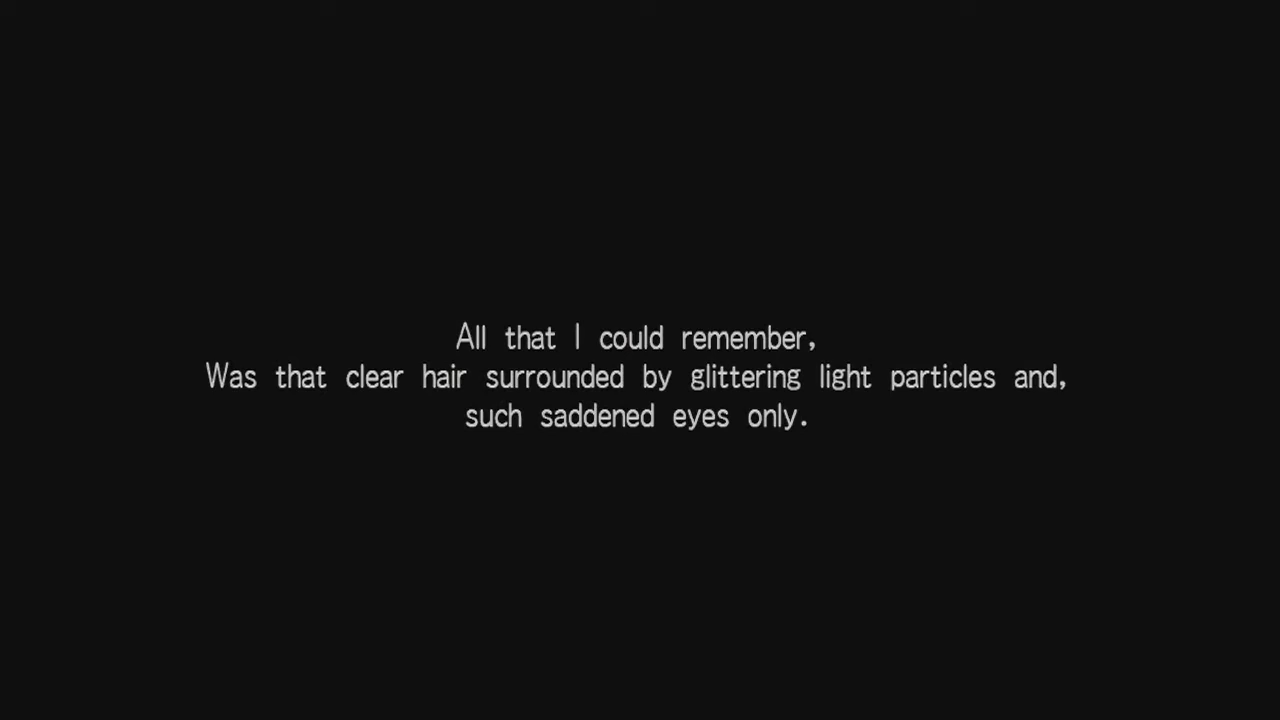 All that I could remember,
Was that clear hair surrounded by glittering light particles and,
such saddened eyes only.